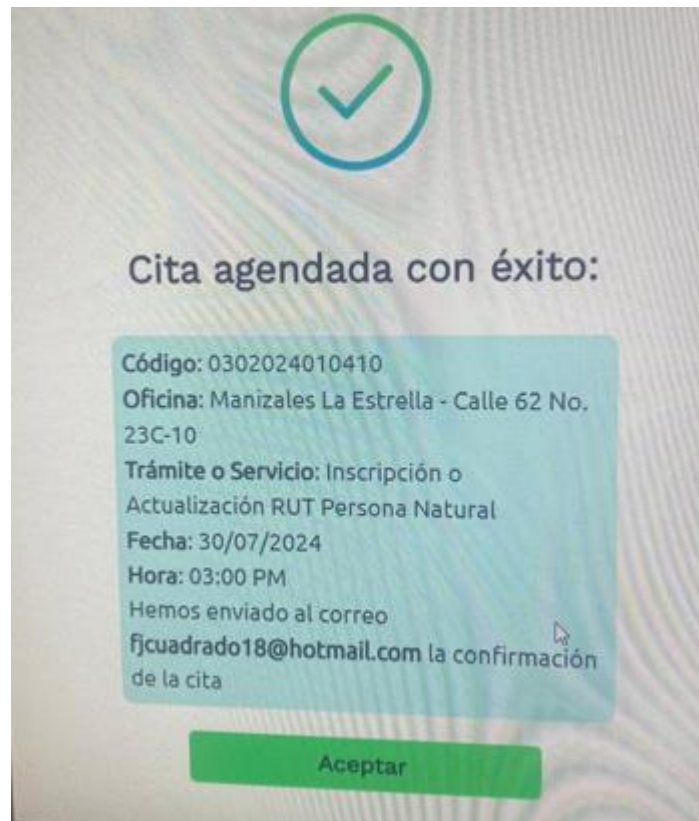 Cita agendada con éxito:
Código: 0302024010410
Oficina: Manizales La Estrella - Calle 62 No.
23C-10
Trámite o Servicio: Inscripción o
Actualización RUT Persona Natural
Fecha: 30/07/2024
Hora: 03:00 PM
Hemos enviado al correo
fjcuadrado18@hotmail.com la confirmación
de la cita
Aceptar